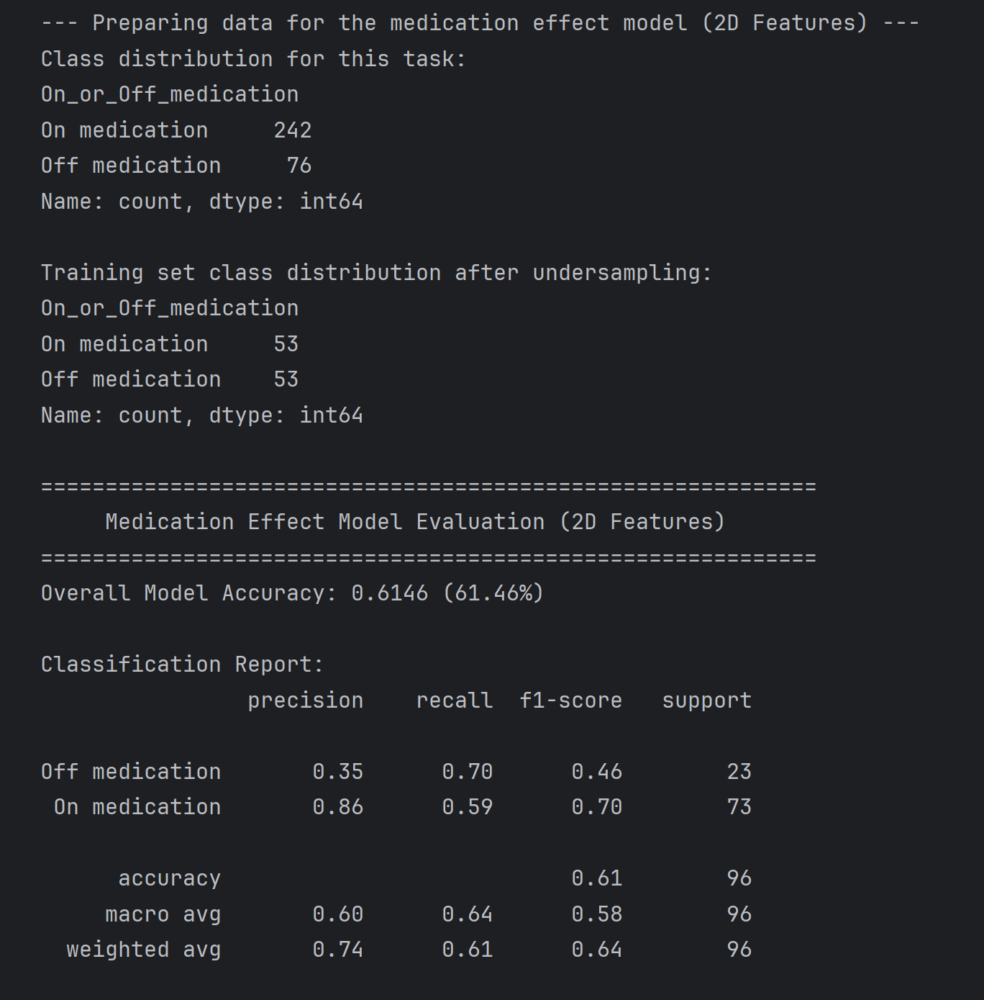 --- Preparing data for the medication effect model (2D Features) ---
Class distribution for this task:
On_or_Off_medication
On medication     242
Off medication     76
Name: count, dtype: int64

Training set class distribution after undersampling:
On_or_Off_medication
On medication     53
Off medication    53
Name: count, dtype: int64

============================================================
     Medication Effect Model Evaluation (2D Features)
============================================================
Overall Model Accuracy: 0.6146 (61.46%)

Classification Report:
                precision    recall  f1-score   support

Off medication       0.35      0.70      0.46        23
 On medication       0.86      0.59      0.70        73

      accuracy                           0.61        96
     macro avg       0.60      0.64      0.58        96
  weighted avg       0.74      0.61      0.64        96